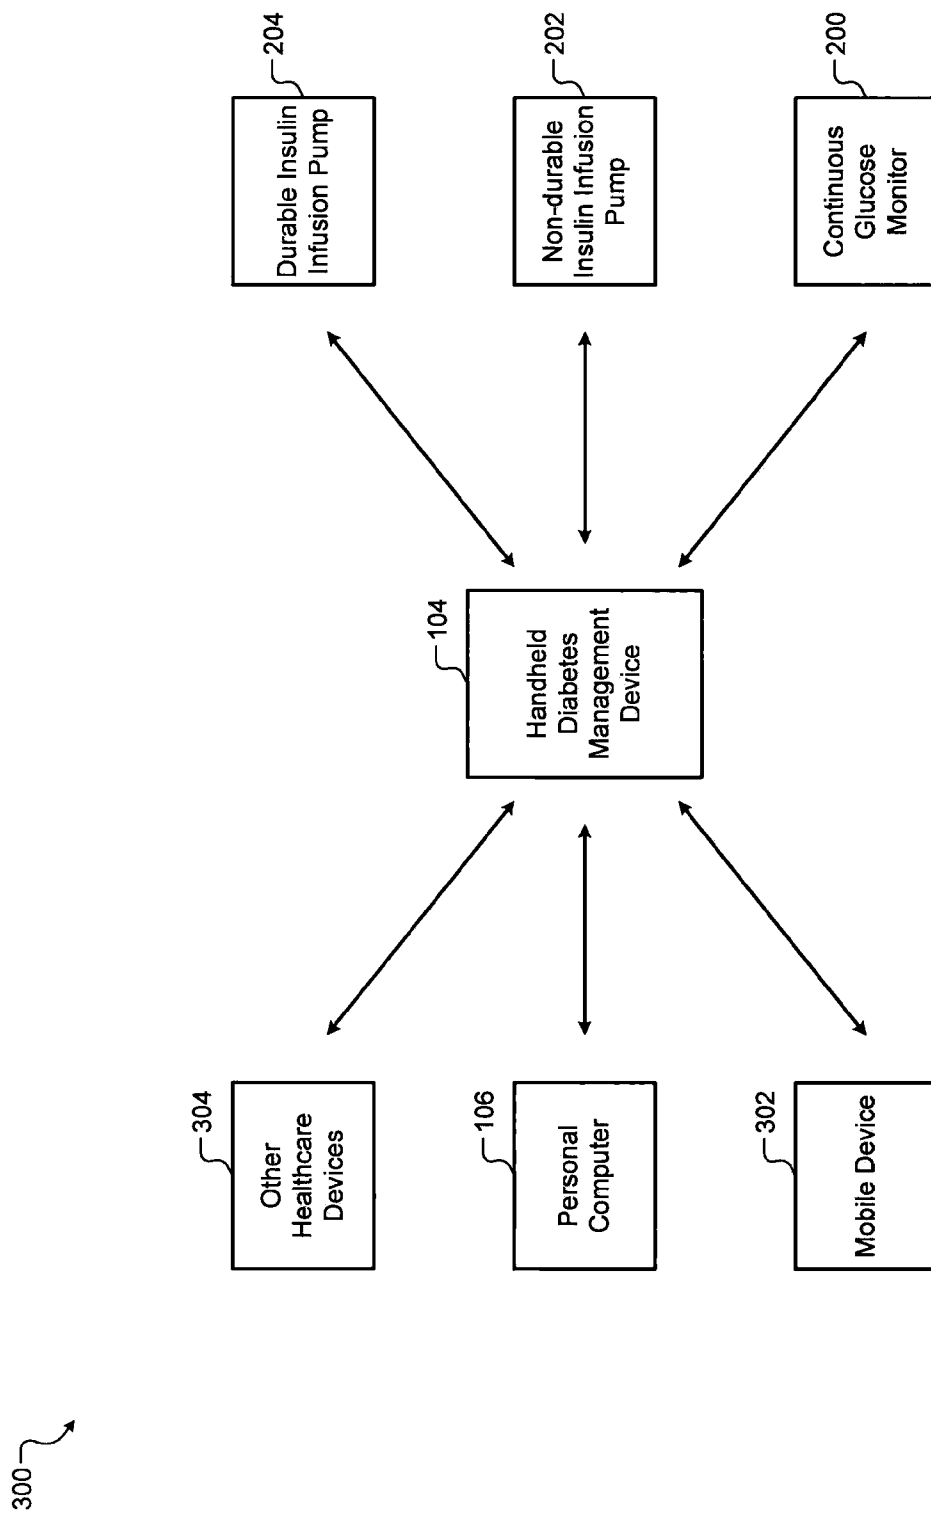 300
304
Other
Healthcare
Devices
106
Personal
Computer
302
Mobile Device
104
Handheld
Diabetes
Management
Device
204
Durable Insulin
Infusion Pump
202
Non-durable
Insulin Infusion
Pump
200
Continuous
Glucose
Monitor